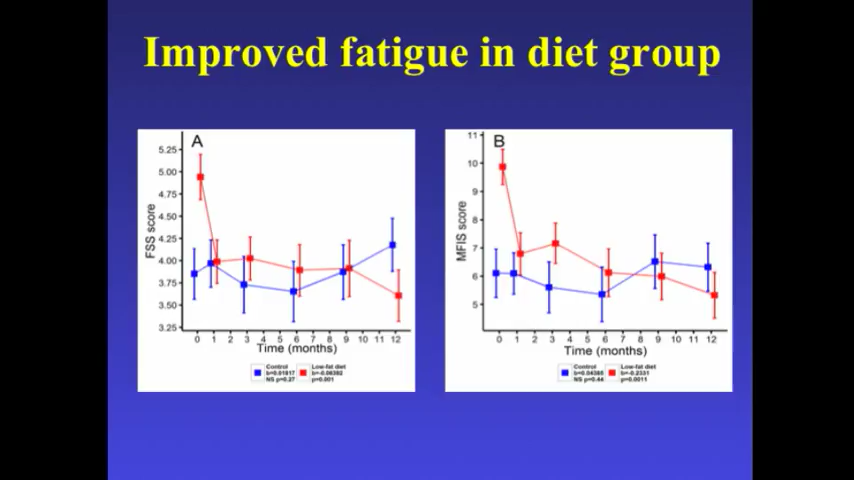 Improved fatigue in diet group
A
5.25
5.00
4.75
4.50
4.25
4.00
3.75
3.50
3.25
FSS score
0 1 2 3 4 5 6 7 8 9 10 11 12
Time (months)
Control
b=0.01817
NS p=0.27
Low-fat diet
p=0.001
B
11
10
9
8
7
6
5
MFIS score
0 1 2 3 4 5 6 7 8 9 10 11 12
Time (months)
Control
b=0.04385
NS p=0.44
Low-fat diet
b=-0.2331
p=0.0011